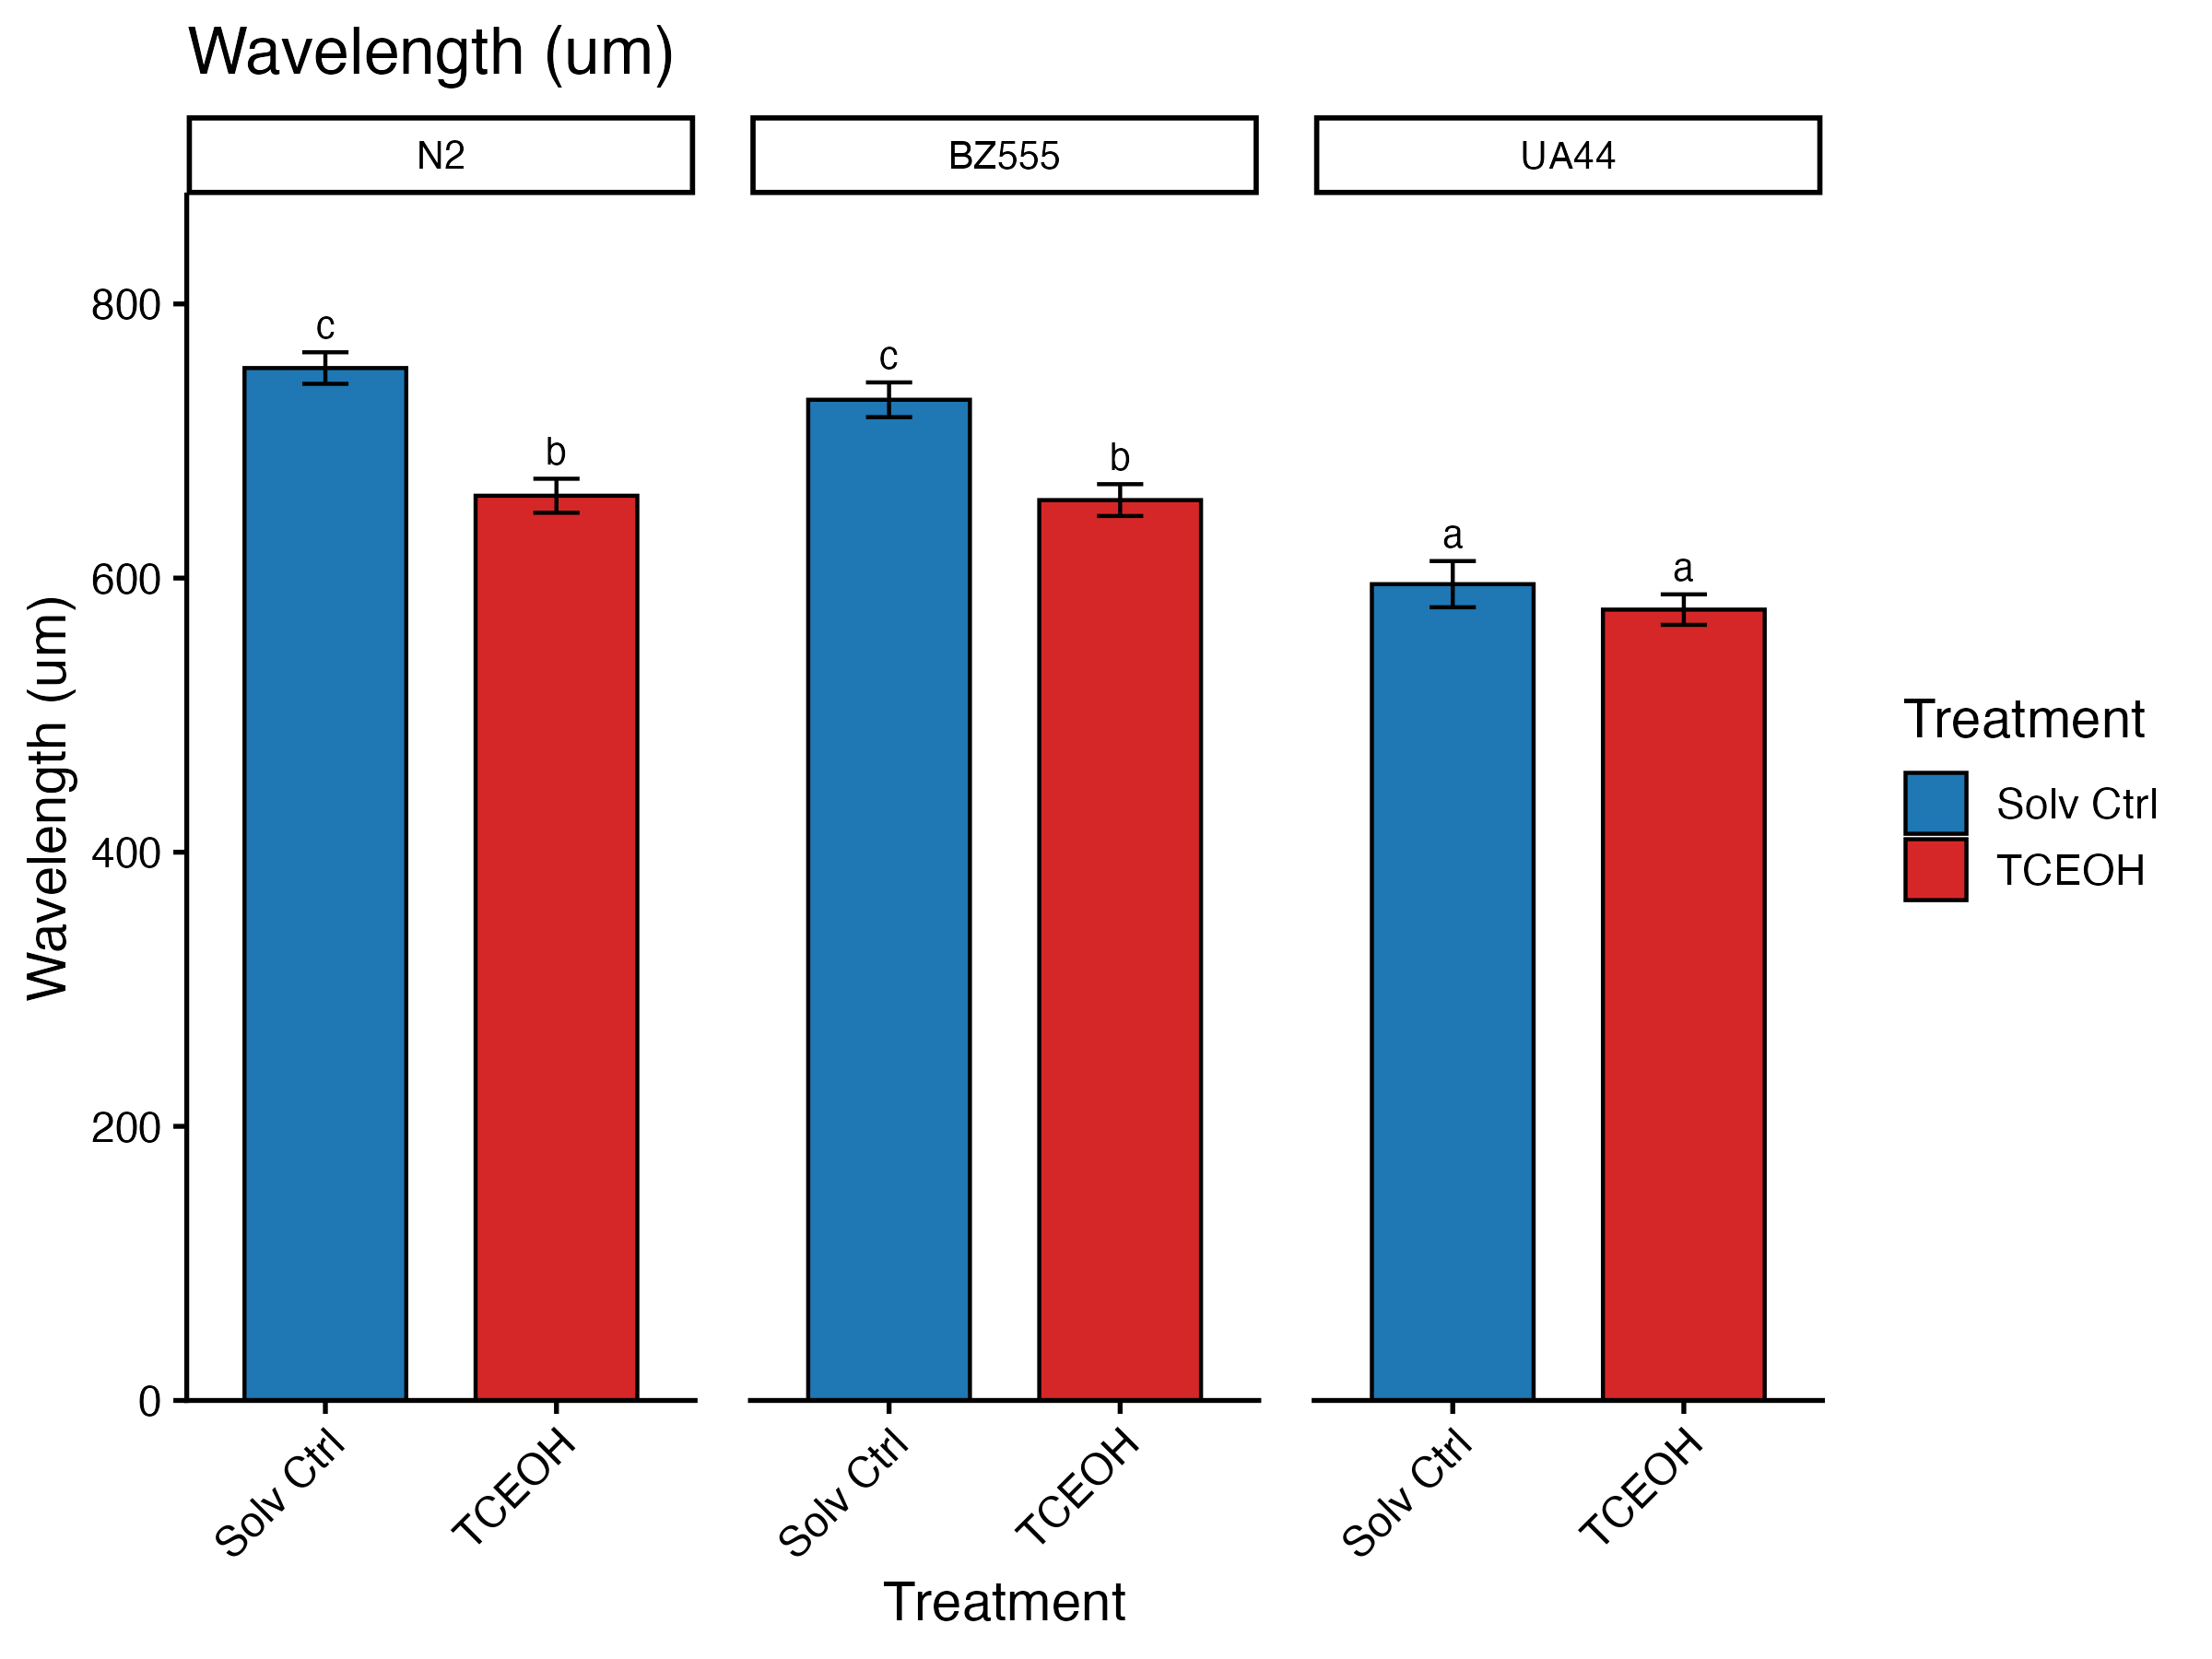 Wavelength (um)
N2
BZ555
UA44
Wavelength (um)
800
600
400
200
0
c
b
c
b
a
a
Solv Ctrl
TCEOH
Solv Ctrl
TCEOH
Solv Ctrl
TCEOH
Treatment
Treatment
Solv Ctrl
TCEOH